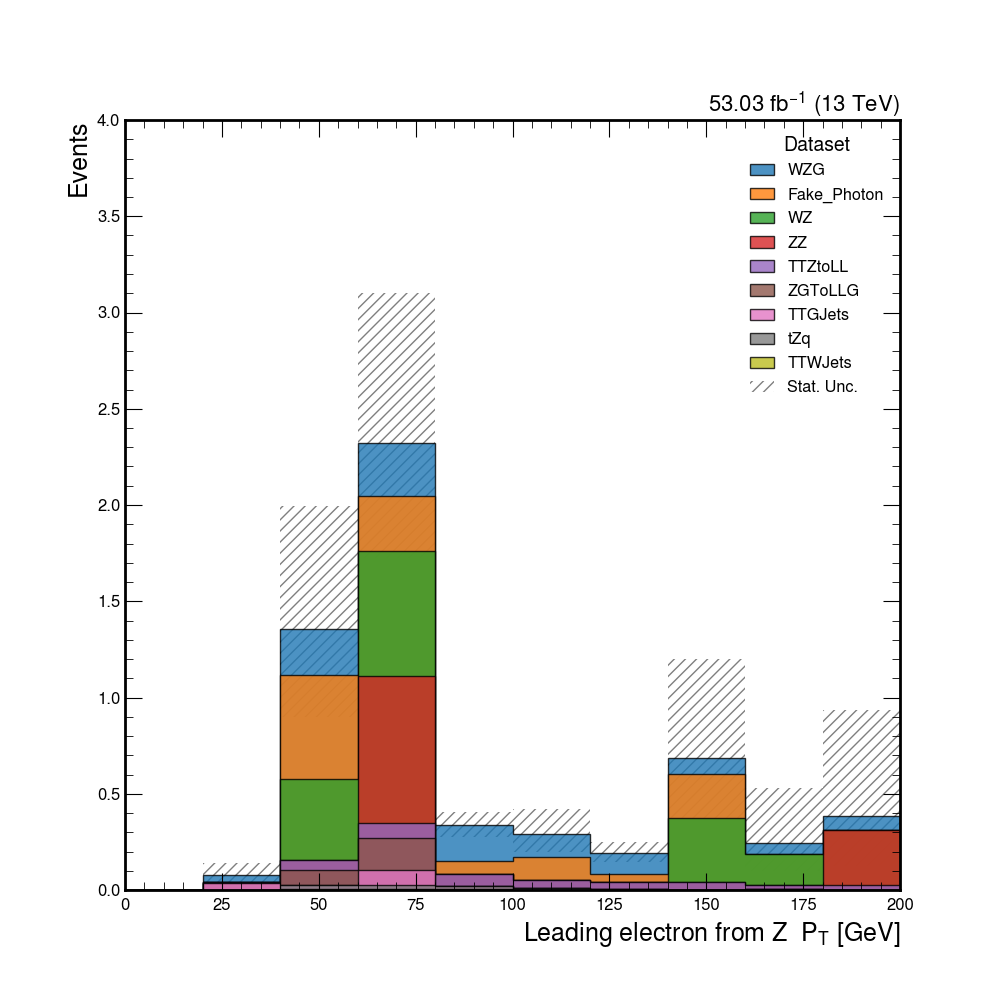 53.03 fb⁻¹ (13 TeV)
Events
4.0
3.5
3.0
2.5
2.0
1.5
1.0
0.5
0.0
Dataset
WZG
Fake_Photon
WZ
ZZ
TTZtoLL
ZGToLLG
TTGJets
tZq
TTWJets
Stat. Unc.
0 25 50 75 100 125 150 175 200
Leading electron from Z P_T [GeV]